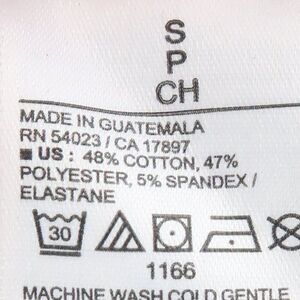 S
P
CH
MADE IN GUATEMALA
RN 54023 / CA 17897
■ US : 48% COTTON, 47%
POLYESTER, 5% SPANDEX /
ELASTANE
30
1166
MACHINE WASH COLD GENTLE